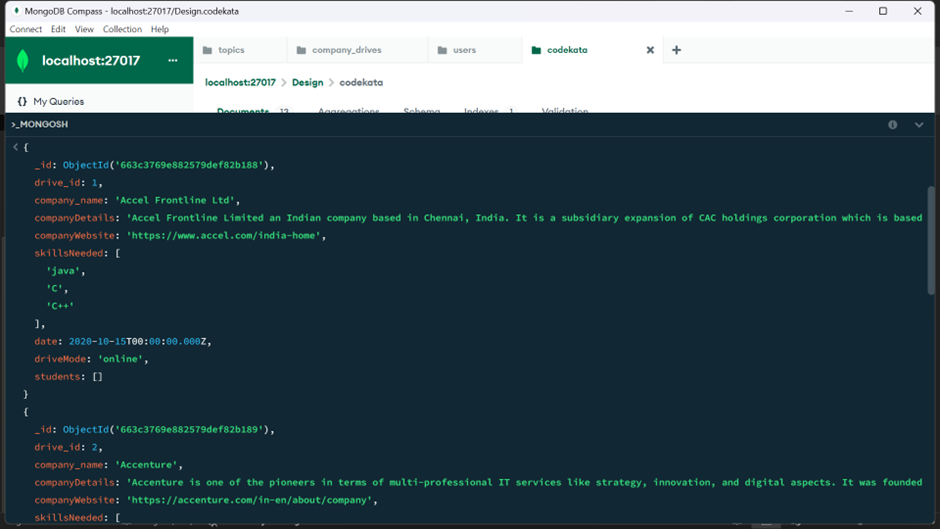 MongoDB Compass - localhost:27017/Design.codekata
Connect Edit View Collection Help
localhost:27017 ...
topics company_drives users codekata
localhost:27017 > Design > codekata
{} My Queries
Documents 13 Aggregations Schema Indexes 1 Validation
>_MONGOSH
< {
_id: ObjectId('663c3769e882579def82b188'),
drive_id: 1,
company_name: 'Accel Frontline Ltd',
companyDetails: 'Accel Frontline Limited an Indian company based in Chennai, India. It is a subsidiary expansion of CAC holdings corporation which is based
companyWebsite: 'https://www.accel.com/india-home',
skillsNeeded: [
'java',
'C',
'C++'
],
date: 2020-10-15T00:00:00.000Z,
driveMode: 'online',
students: []
}
{
_id: ObjectId('663c3769e882579def82b189'),
drive_id: 2,
company_name: 'Accenture',
companyDetails: 'Accenture is one of the pioneers in terms of multi-professional IT services like strategy, innovation, and digital aspects. It was founded
companyWebsite: 'https://accenture.com/in-en/about/company',
skillsNeeded: [